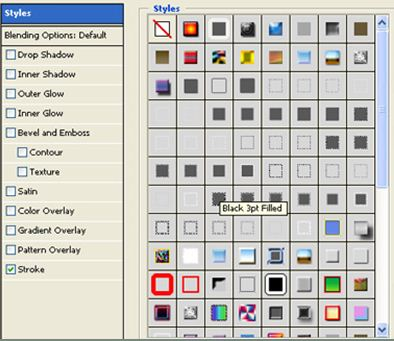 Styles
Blending Options: Default
Drop Shadow
Inner Shadow
Outer Glow
Inner Glow
Bevel and Emboss
Contour
Texture
Satin
Color Overlay
Gradient Overlay
Pattern Overlay
Stroke
Styles
Black 3pt Filled